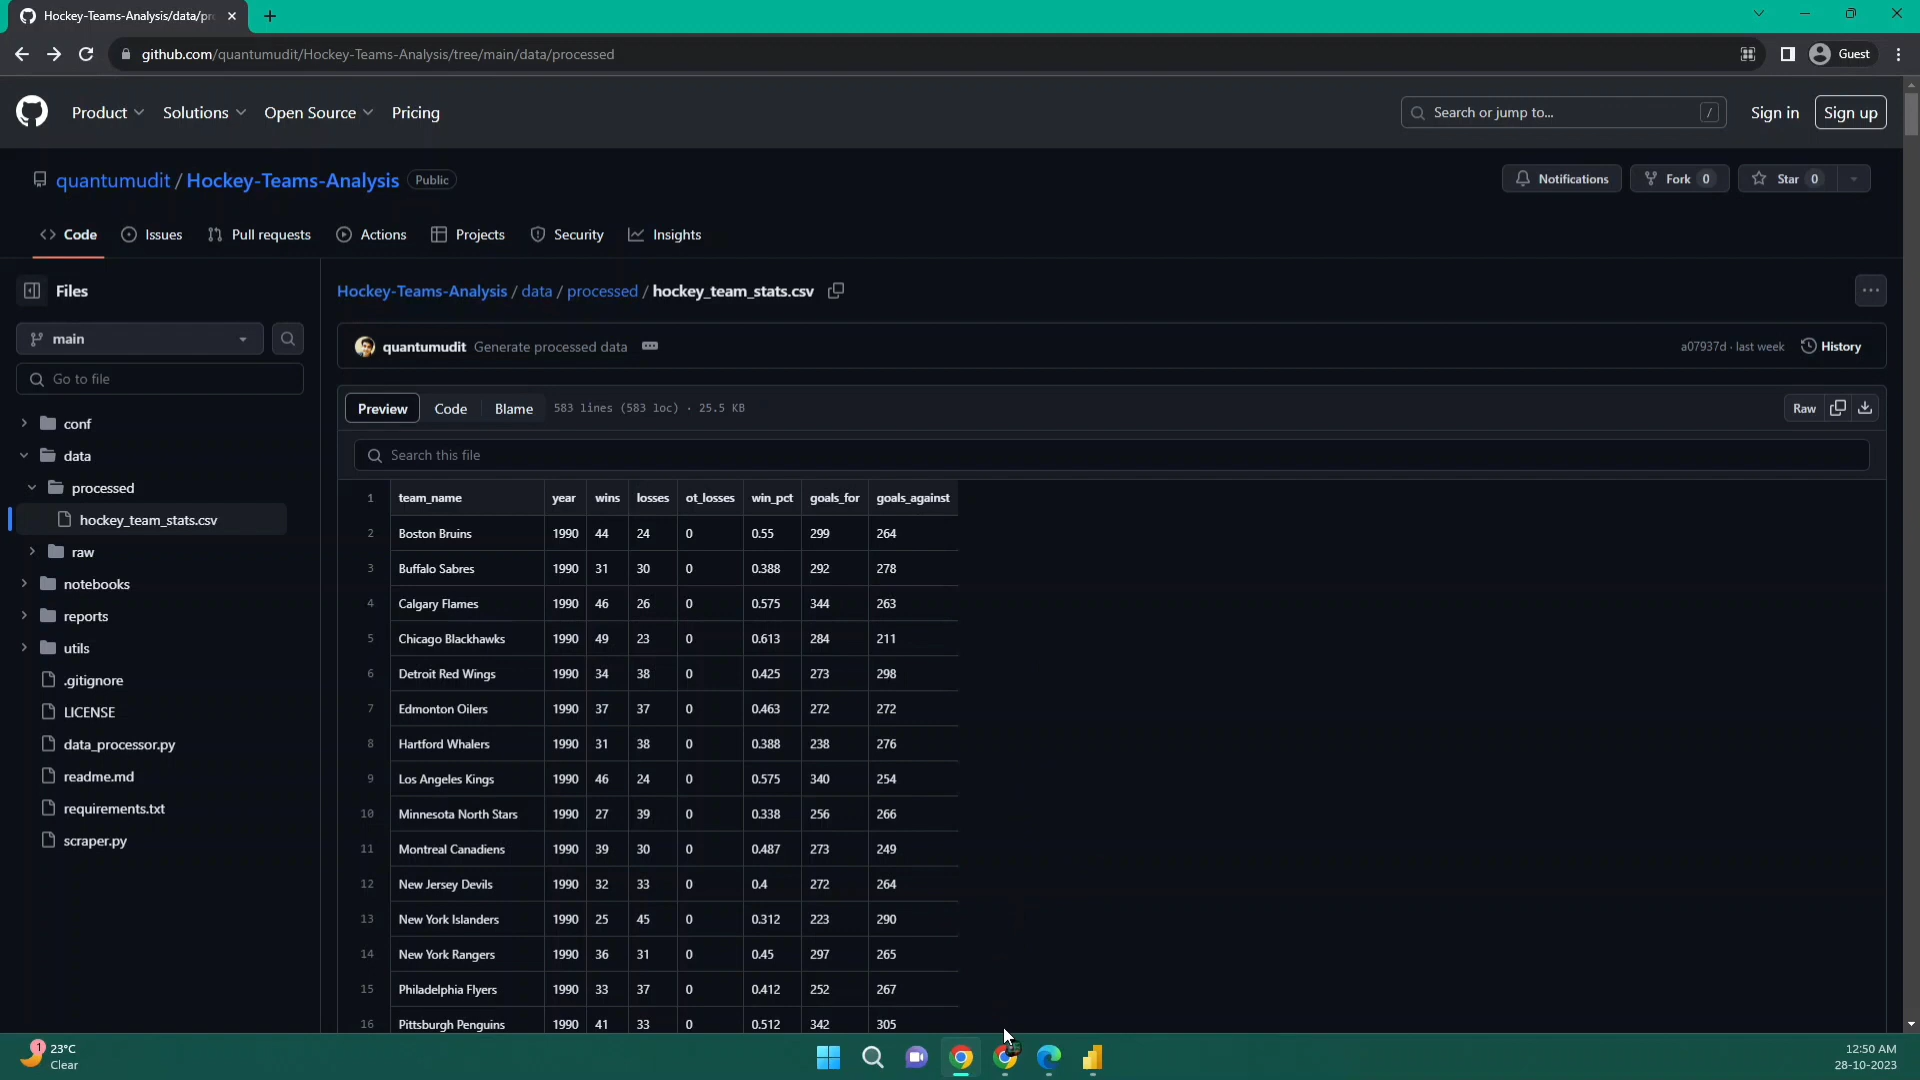 Hockey-Teams-Analysis/data/pr
github.com/quantumudit/Hockey-Teams-Analysis/tree/main/data/processed
Guest
Product Solutions Open Source Pricing
Search or jump to... /
Sign in Sign up
quantumudit / Hockey-Teams-Analysis Public
Notifications Fork 0 Star 0
Code Issues Pull requests Actions Projects Security Insights
Files
main
Go to file
conf
data
processed
hockey_team_stats.csv
raw
notebooks
reports
utils
.gitignore
LICENSE
data_processor.py
readme.md
requirements.txt
scraper.py
Hockey-Teams-Analysis / data / processed / hockey_team_stats.csv
quantumudit Generate processed data
a07937d · last week History
Preview Code Blame 583 lines (583 loc) · 25.5 KB
Raw
Search this file
1 team_name year wins losses ot_losses win_pct goals_for goals_against
2 Boston Bruins 1990 44 24 0 0.55 299 264
3 Buffalo Sabres 1990 31 30 0 0.388 292 278
4 Calgary Flames 1990 46 26 0 0.575 344 263
5 Chicago Blackhawks 1990 49 23 0 0.613 284 211
6 Detroit Red Wings 1990 34 38 0 0.425 273 298
7 Edmonton Oilers 1990 37 37 0 0.463 272 272
8 Hartford Whalers 1990 31 38 0 0.388 238 276
9 Los Angeles Kings 1990 46 24 0 0.575 340 254
10 Minnesota North Stars 1990 27 39 0 0.338 256 266
11 Montreal Canadiens 1990 39 30 0 0.487 273 249
12 New Jersey Devils 1990 32 33 0 0.4 272 264
13 New York Islanders 1990 25 45 0 0.312 223 290
14 New York Rangers 1990 36 31 0 0.45 297 265
15 Philadelphia Flyers 1990 33 37 0 0.412 252 267
16 Pittsburgh Penguins 1990 41 33 0 0.512 342 305
1
23°C
Clear
12:50 AM
28-10-2023